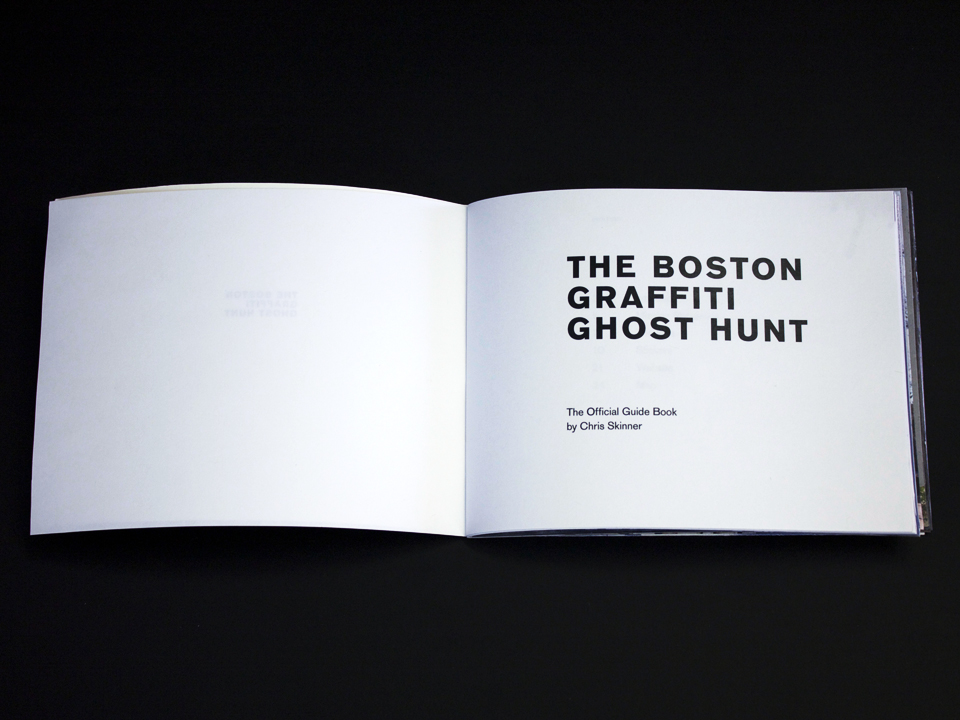 THE BOSTON
GRAFFITI
GHOST HUNT
The Official Guide Book
by Chris Skinner